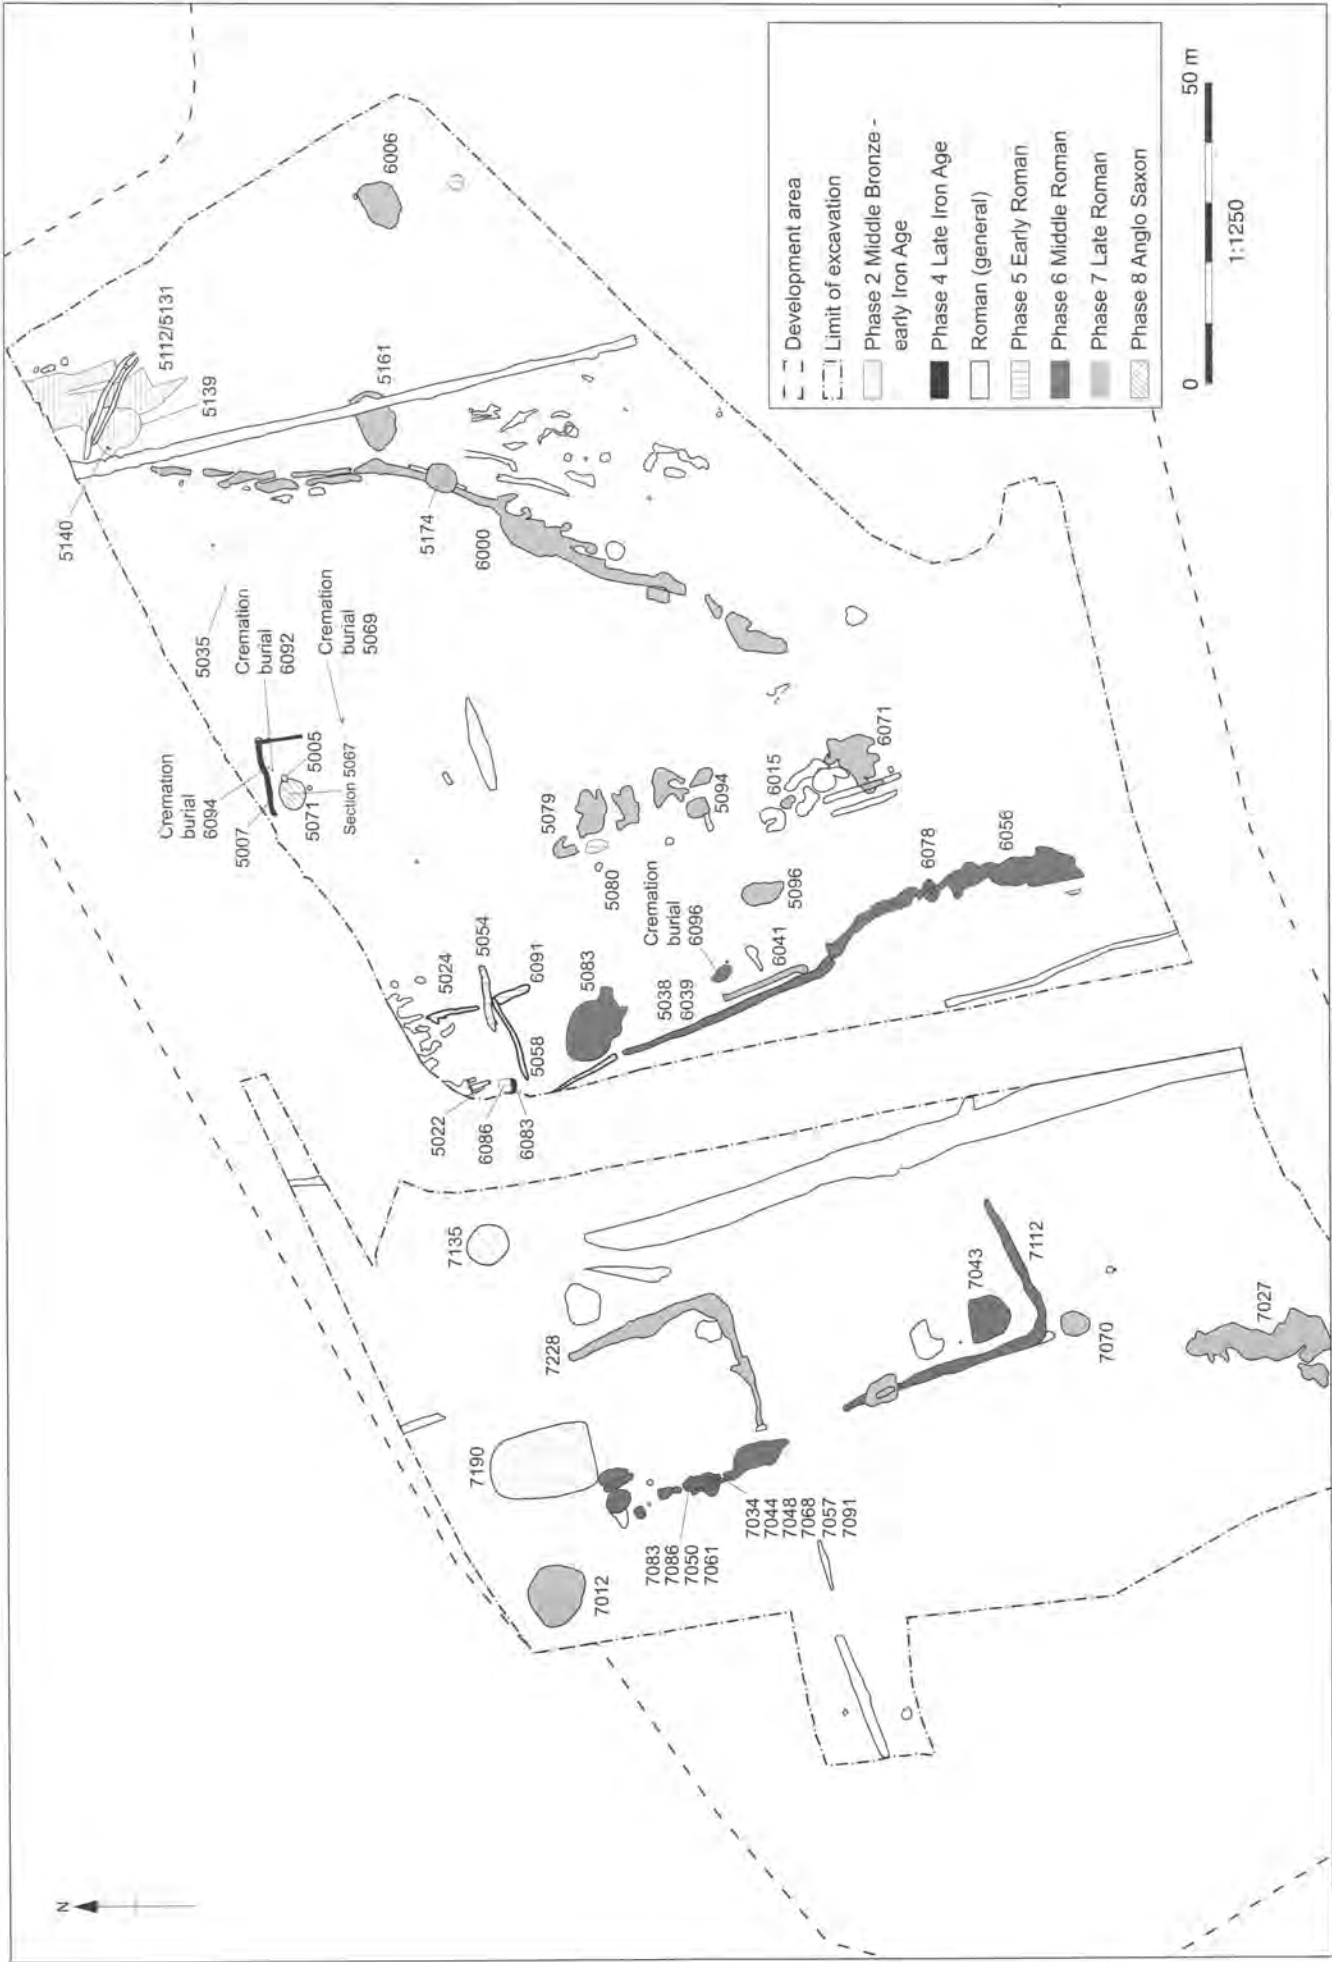 N
7012
7190
7228
7135
7083
7086
7050
7061
7034
7044
7048
7068
7057
7091
7043
7112
7070
7027
5022
6086
6083
5058
5024
5054
6091
5083
5038
6039
Cremation
burial
6096
6041
5096
6078
6056
5079
5080
5094
6015
6071
Cremation
burial
6094
5007
5071
Section 5067
5005
Cremation
burial
6092
5035
Cremation
burial
5069
5140
5139
5112/5131
5161
5174
6000
6006
Development area
Limit of excavation
Phase 2 Middle Bronze -
early Iron Age
Phase 4 Late Iron Age
Roman (general)
Phase 5 Early Roman
Phase 6 Middle Roman
Phase 7 Late Roman
Phase 8 Anglo Saxon
0
50 m
1:1250